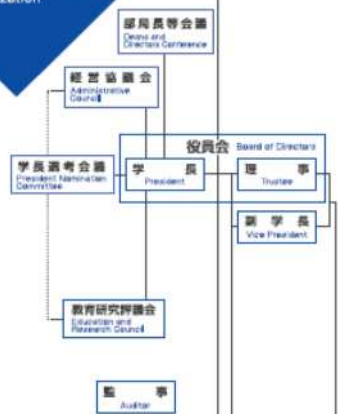 部局長等会議
Deans and
Directors Conference
経営協議会
Administrative
Council
役員会 Board of Directors
学長選考会議
President Nomination
Committee
学長
President
理事
Trustee
副学長
Vice President
教育研究評議会
Education and
Research Council
監事
Auditor